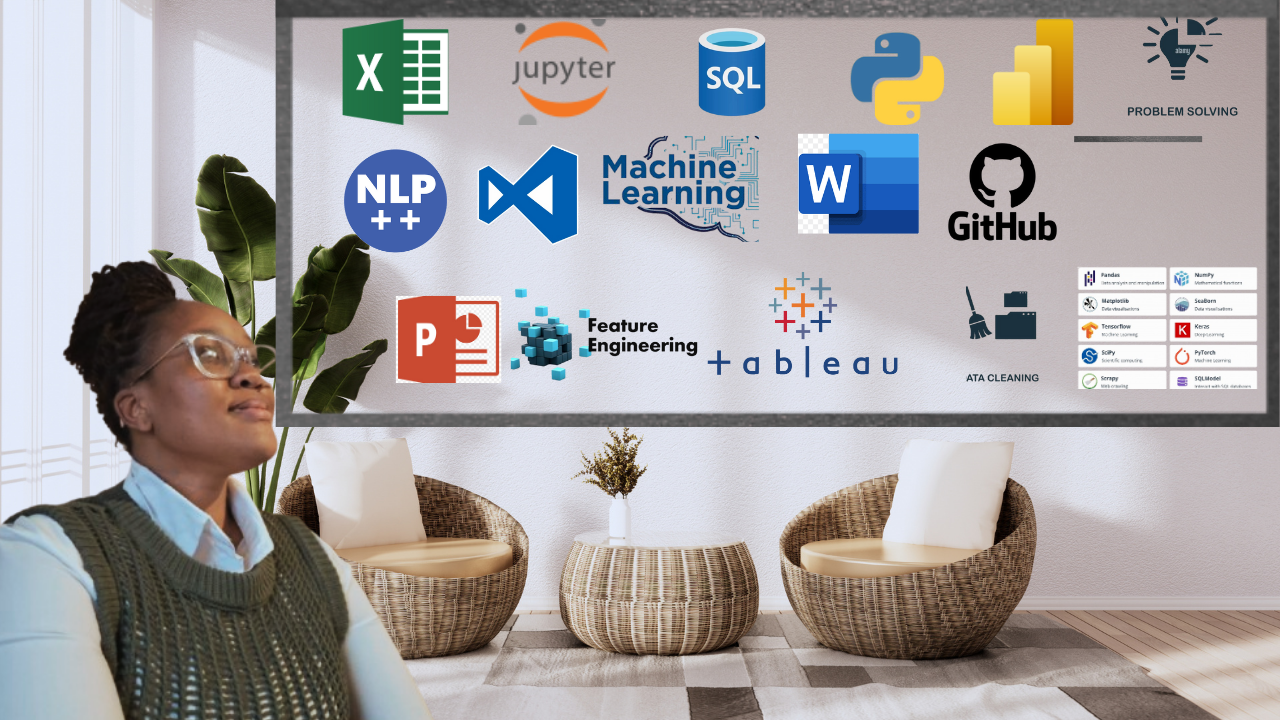 X
jupyter
SQL
alamy
PROBLEM SOLVING
NLP
++
Machine
Learning
W
GitHub
P
Feature
Engineering
+ableau
ATA CLEANING
Pandas
Data analysis and manipulation
NumPy
Mathematical functions
Matplotlib
Data visualisations
SeaBorn
Data visualisations
Tensorflow
Machine Learning
K
Keras
Deep Learning
SciPy
Scientific computing
PyTorch
Machine Learning
Scrapy
Web crawling
SQLModel
Interact with SQL databases